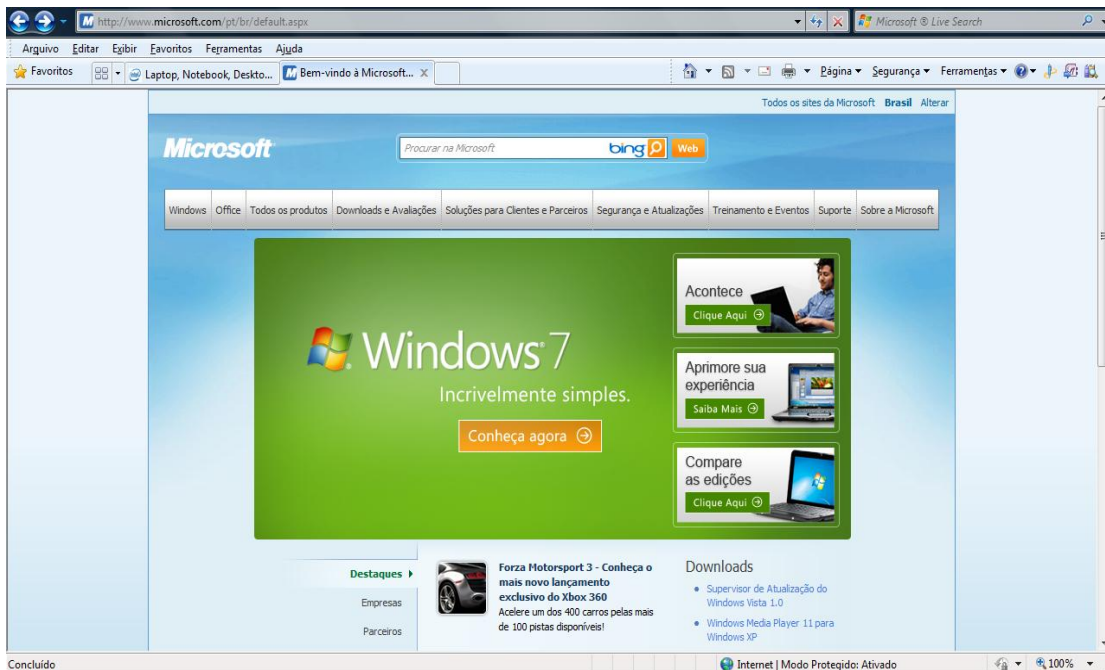 http://www.microsoft.com/pt/br/default.aspx
Microsoft ® Live Search
Arquivo Editar Exibir Favoritos Ferramentas Ajuda
Favoritos
Laptop, Notebook, Deskto...
Bem-vindo à Microsoft...
Página Segurança Ferramentas
Todos os sites da Microsoft Brasil Alterar
Microsoft
Procurar na Microsoft bing Web
Windows Office Todos os produtos Downloads e Avaliações Soluções para Clientes e Parceiros Segurança e Atualizações Treinamento e Eventos Suporte Sobre a Microsoft
Windows 7
Incrivelmente simples.
Conheça agora
Acontece
Clique Aqui
Aprimore sua
experiência
Saiba Mais
Compare
as edições
Clique Aqui
Destaques
Empresas
Parceiros
Forza Motorsport 3 - Conheça o
mais novo lançamento
exclusivo do Xbox 360
Acelere um dos 400 carros pelas mais
de 100 pistas disponíveis!
Downloads
Supervisor de Atualização do
Windows Vista 1.0
Windows Media Player 11 para
Windows XP
Concluído
Internet | Modo Protegido: Ativado
100%